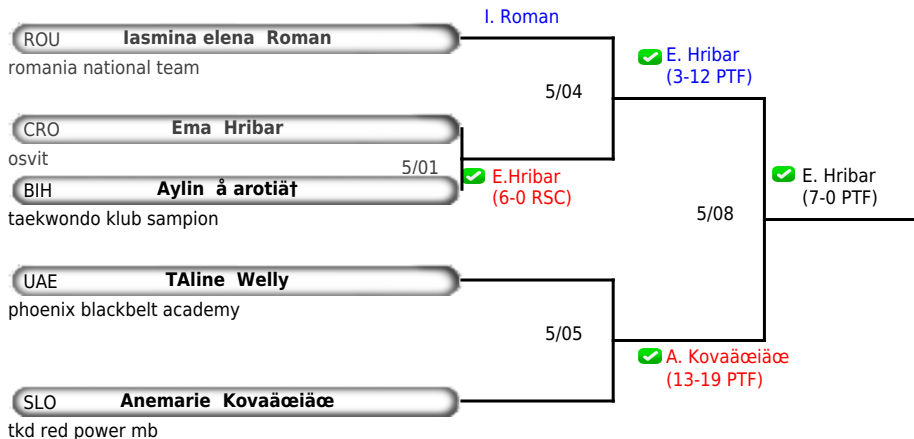 I. Roman
ROU Iasmina elena Roman
romania national team
E. Hribar
(3-12 PTF)
5/04
CRO Ema Hribar
osvit
5/01
E.Hribar
(6-0 RSC)
BIH Aylin å arotiä†
taekwondo klub sampion
E. Hribar
(7-0 PTF)
5/08
UAE TAline Welly
phoenix blackbelt academy
5/05
A. Kovaäœiäœ
(13-19 PTF)
SLO Anemarie Kovaäœiäœ
tkd red power mb